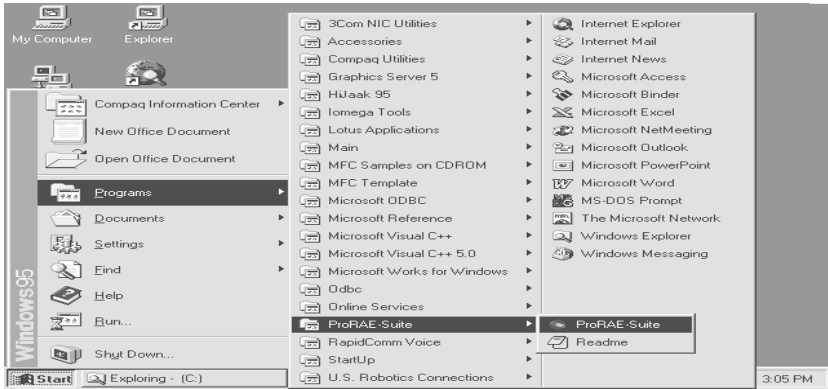 My Computer
Explorer
Compaq Information Center
New Office Document
Open Office Document
Programs
Documents
Settings
Find
Help
Run...
Shut Down...
Windows95
3Com NIC Utilities
Accessories
Compaq Utilities
Graphics Server 5
HiJaak 95
Iomega Tools
Lotus Applications
Main
MFC Samples on CDROM
MFC Template
Microsoft ODBC
Microsoft Reference
Microsoft Visual C++
Microsoft Visual C++ 5.0
Microsoft Works for Windows
Odbc
Online Services
ProRAE-Suite
RapidComm Voice
StartUp
U.S. Robotics Connections
Internet Explorer
Internet Mail
Internet News
Microsoft Access
Microsoft Binder
Microsoft Excel
Microsoft NetMeeting
Microsoft Outlook
Microsoft PowerPoint
Microsoft Word
MS-DOS Prompt
The Microsoft Network
Windows Explorer
Windows Messaging
ProRAE-Suite
Readme
Start
Exploring - (C:)
3:05 PM